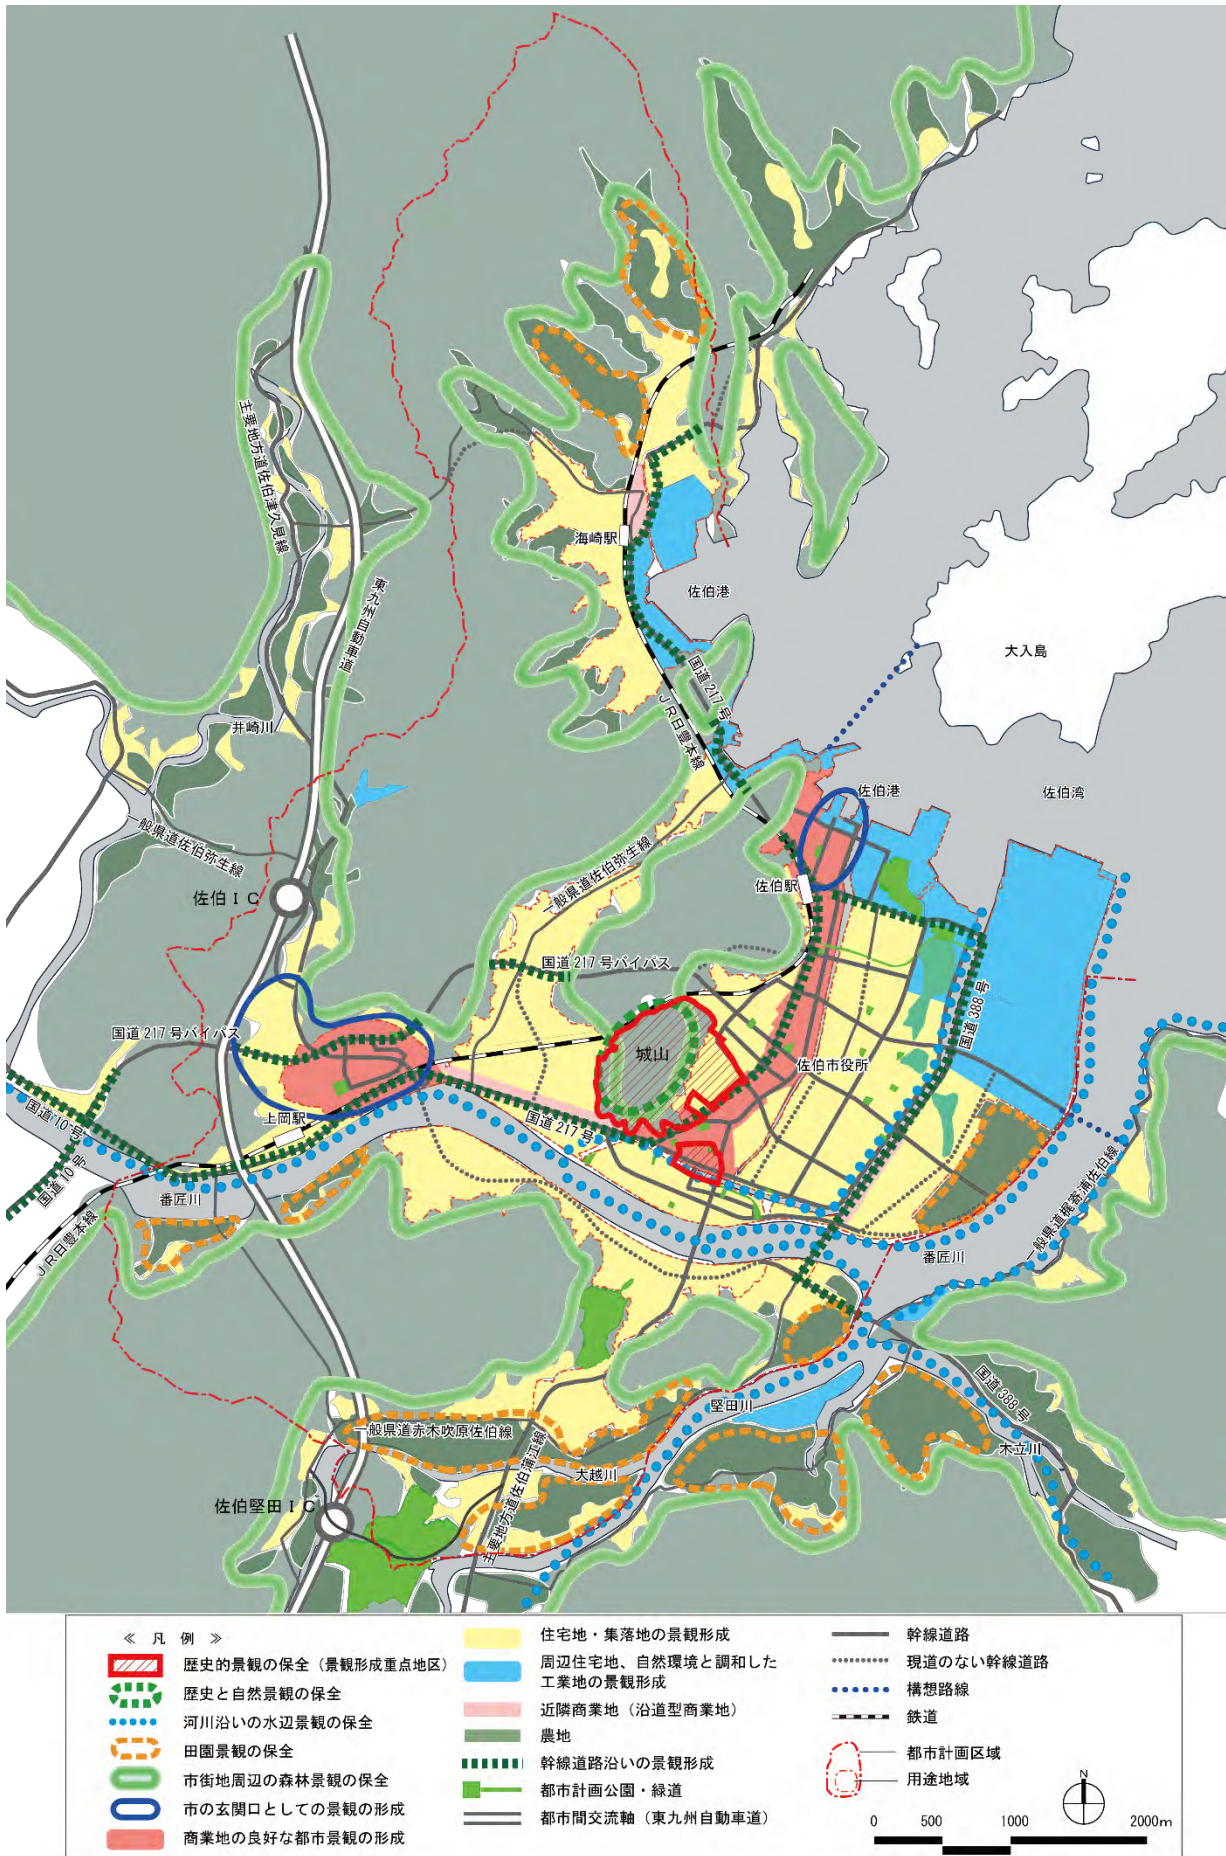 主要地方道佐伯津久見線
東九州自動車道
海崎駅
佐伯港
大入島
国道217号
JR日豊本線
井崎川
佐伯港
佐伯湾
一般県道佐伯弥生線
一般県道佐伯弥生線
佐伯駅
佐伯IC
国道217号バイパス
国道388号
国道217号バイパス
城山
佐伯市役所
上岡駅
国道10号
国道217号
国道10号
番匠川
一般県道梶寄浦佐伯線
JR日豊本線
番匠川
国道388号
堅田川
一般県道赤木吹原佐伯線
木立川
大越川
主要地方道佐伯蒲江線
佐伯堅田IC
≪ 凡 例 ≫
歴史的景観の保全(景観形成重点地区)
歴史と自然景観の保全
河川沿いの水辺景観の保全
田園景観の保全
市街地周辺の森林景観の保全
市の玄関口としての景観の形成
商業地の良好な都市景観の形成
住宅地・集落地の景観形成
周辺住宅地、自然環境と調和した
工業地の景観形成
近隣商業地(沿道型商業地)
農地
幹線道路沿いの景観形成
都市計画公園・緑道
都市間交流軸(東九州自動車道)
幹線道路
現道のない幹線道路
構想路線
鉄道
都市計画区域
用途地域
N
0 500 1000 2000m